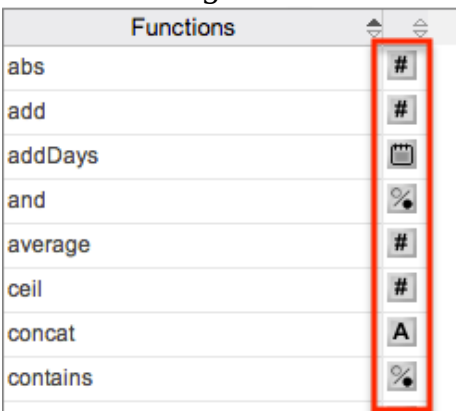 Functions
abs #
add #
addDays
and
average #
ceil #
concat A
contains